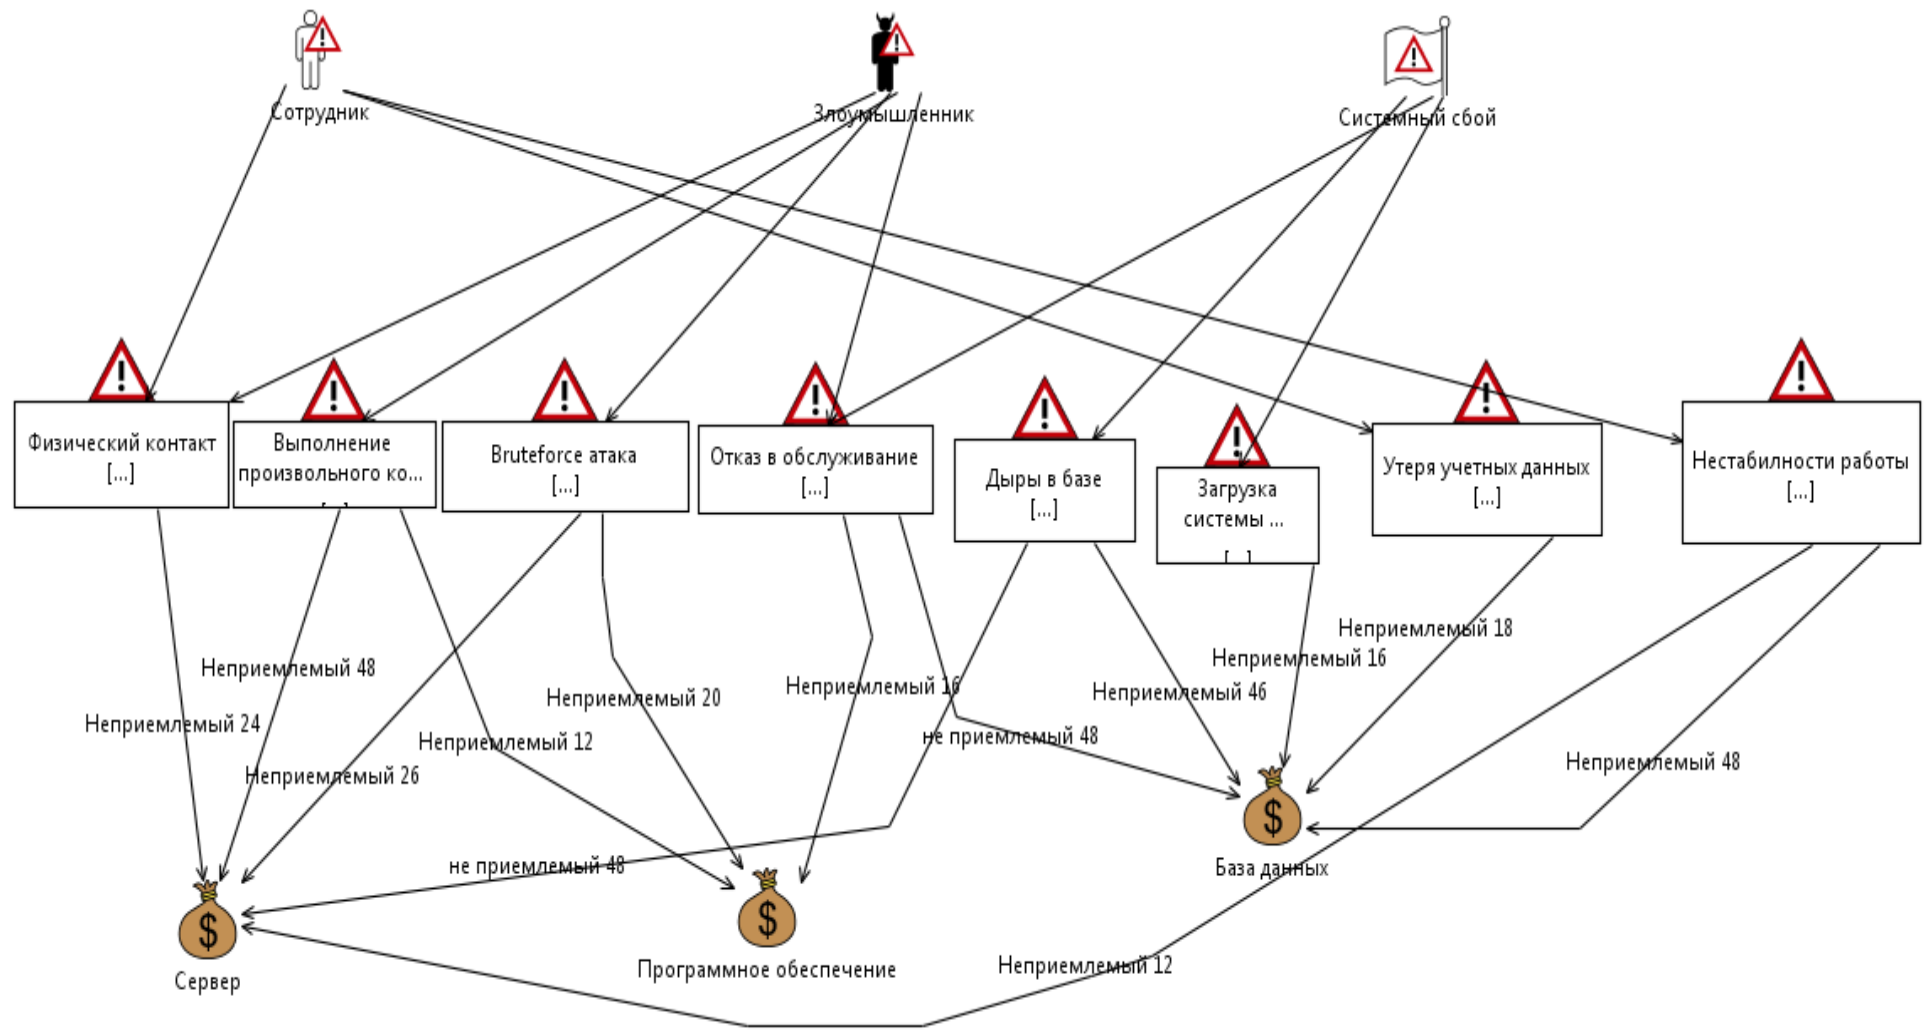 Сотрудник
Злоумышленник
Системный сбой
Физический контакт
[...]
Выполнение
произвольного ко...
[...]
Bruteforce атака
[...]
Отказ в обслуживание
[...]
Дыры в базе
[...]
Загрузка
системы ...
[...]
Утеря учетных данных
[...]
Нестабилности работы
[...]
Неприемлемый 18
Неприемлемый 16
Неприемлемый 48
Неприемлемый 16
Неприемлемый 46
Неприемлемый 20
Неприемлемый 24
не приемлемый 48
Неприемлемый 12
Неприемлемый 48
Неприемлемый 26
не приемлемый 48
База данных
Неприемлемый 12
Программное обеспечение
Сервер
$
$
$